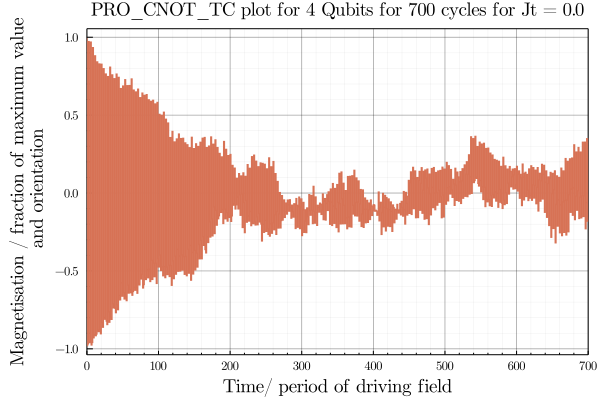 PRO_CNOT_TC plot for 4 Qubits for 700 cycles for Jt = 0.0
Magnetisation / fraction of maximum value
and orientation
1.0
0.5
0.0
−0.5
−1.0
0 100 200 300 400 500 600 700
Time/ period of driving field